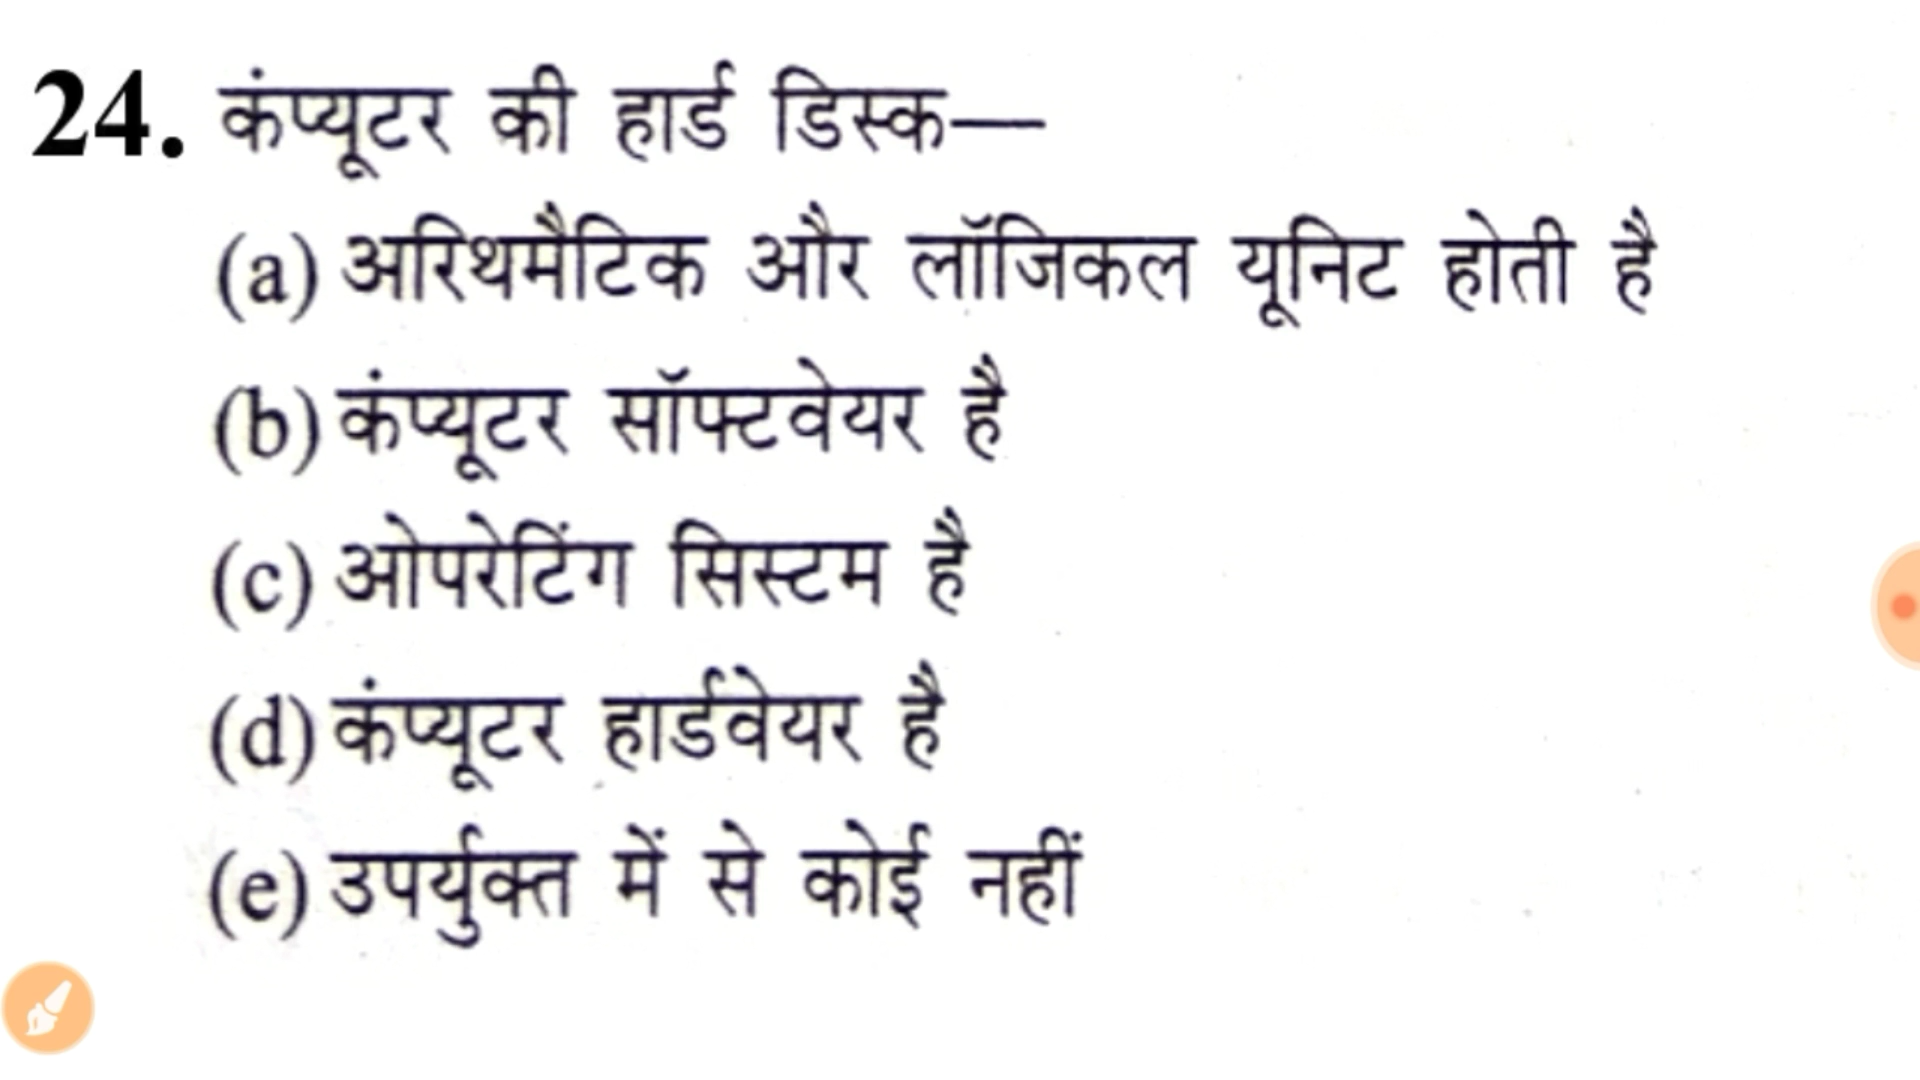 24. कंप्यूटर की हार्ड डिस्क—
(a) अरिथमैटिक और लॉजिकल यूनिट होती है
(b) कंप्यूटर सॉफ्टवेयर है
(c) ओपरेटिंग सिस्टम है
(d) कंप्यूटर हार्डवेयर है
(e) उपर्युक्त में से कोई नहीं